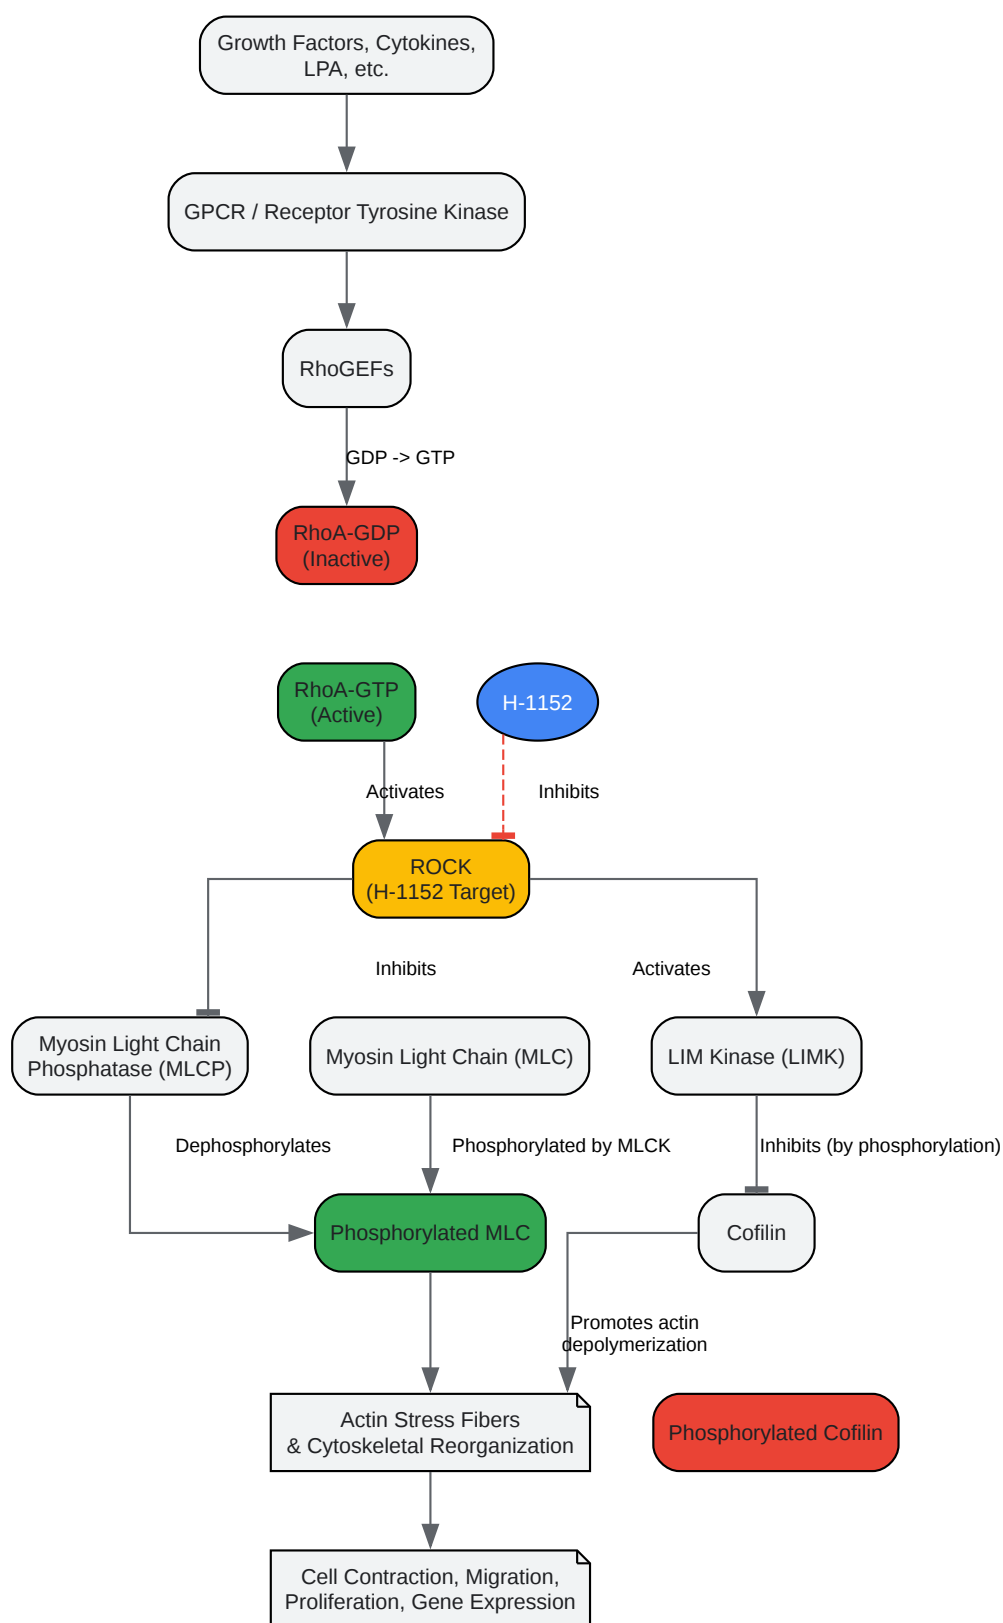 Growth Factors, Cytokines,
LPA, etc.
GPCR / Receptor Tyrosine Kinase
RhoGEFs
GDP -> GTP
RhoA-GDP
(Inactive)
RhoA-GTP
(Active)
H-1152
Activates
Inhibits
ROCK
(H-1152 Target)
Inhibits
Activates
Myosin Light Chain
Phosphatase (MLCP)
Myosin Light Chain (MLC)
LIM Kinase (LIMK)
Dephosphorylates
Phosphorylated by MLCK
Inhibits (by phosphorylation)
Phosphorylated MLC
Cofilin
Promotes actin
depolymerization
Actin Stress Fibers
& Cytoskeletal Reorganization
Phosphorylated Cofilin
Cell Contraction, Migration,
Proliferation, Gene Expression